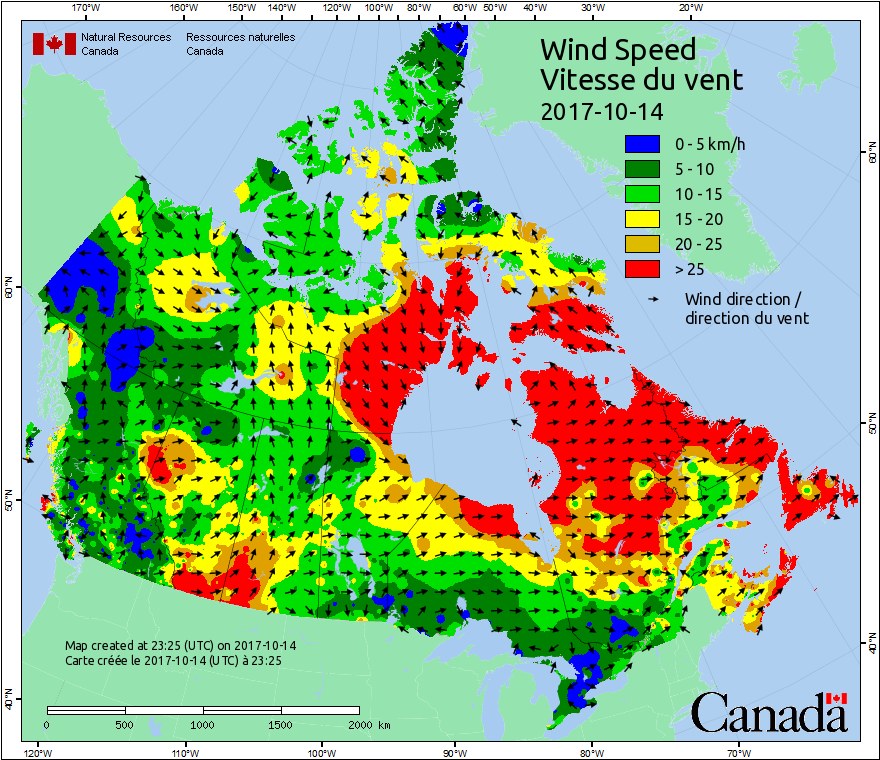 170°W 160°W 150°W 140°W 130°W 120°W 110°W 100°W 90°W 80°W 60°W 50°W 40°W 30°W 20°W
Natural Resources Canada
Ressources naturelles Canada
Wind Speed
Vitesse du vent
2017-10-14
0 - 5 km/h
5 - 10
10 - 15
15 - 20
20 - 25
> 25
Wind direction /
direction du vent
60°N
60°N
50°N
50°N
40°N
40°N
Map created at 23:25 (UTC) on 2017-10-14
Carte créée le 2017-10-14 (UTC) à 23:25
0 500 1000 1500 2000 km
Canada
120°W 110°W 100°W 90°W 80°W 70°W